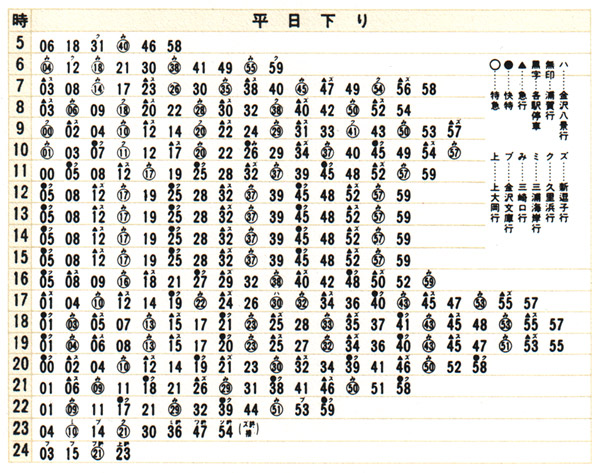 時 平日下り
5 06 18 31 40 46 58
6 04 12 18 21 30 38 41 49 55 59
7 03 08 14 17 23 26 30 35 38 40 45 47 49 54 56 58
8 03 06 09 18 20 22 28 30 32 38 40 42 50 52 54
9 00 02 04 10 12 14 20 22 24 29 31 33 41 43 50 53 57
10 01 03 07 11 12 17 20 22 26 29 34 37 40 45 49 54 57
11 00 05 08 12 17 19 25 28 32 37 39 45 48 52 57 59
12 05 08 12 17 19 25 28 32 37 39 45 48 52 57 59
13 05 08 12 17 19 25 28 32 37 39 45 48 52 57 59
14 05 08 12 17 19 25 28 32 37 39 45 48 52 57 59
15 05 08 12 17 19 25 28 32 37 39 45 48 52 57 59
16 05 08 09 16 18 21 27 29 32 38 40 42 48 50 52 59
17 01 04 10 12 14 19 22 24 26 30 32 34 36 40 43 45 47 53 55 57
18 01 03 05 07 13 15 17 21 23 25 28 33 35 37 41 43 45 48 53 55 57
19 01 04 06 08 13 15 17 20 23 25 27 32 34 36 40 43 45 47 51 53 55
20 00 02 04 10 12 14 19 21 23 30 32 34 39 41 46 50 52 58
21 01 06 09 11 18 21 26 29 31 38 41 46 50 51 58
22 01 09 11 17 21 29 32 39 44 51 53 59
23 04 10 14 21 30 36 47 54
24 03 15 21 23
ハ…金沢八景行
無印…浦賀行
黒字…各駅停車
▲…急行
●…快特
○…特急
ズ…新逗子行
ク…久里浜行
ミ…三浦海岸行
み…三崎口行
ブ…金沢文庫行
上…上大岡行